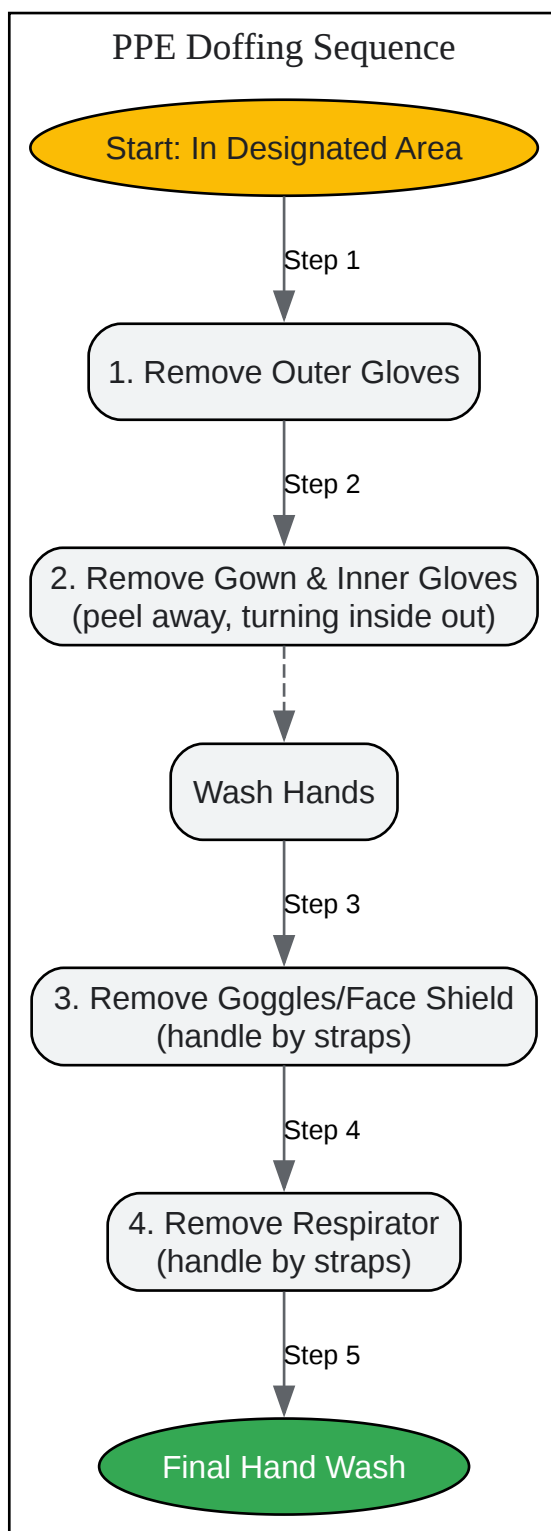 PPE Doffing Sequence
Start: In Designated Area
Step 1
1. Remove Outer Gloves
Step 2
2. Remove Gown & Inner Gloves
(peel away, turning inside out)
Wash Hands
Step 3
3. Remove Goggles/Face Shield
(handle by straps)
Step 4
4. Remove Respirator
(handle by straps)
Step 5
Final Hand Wash